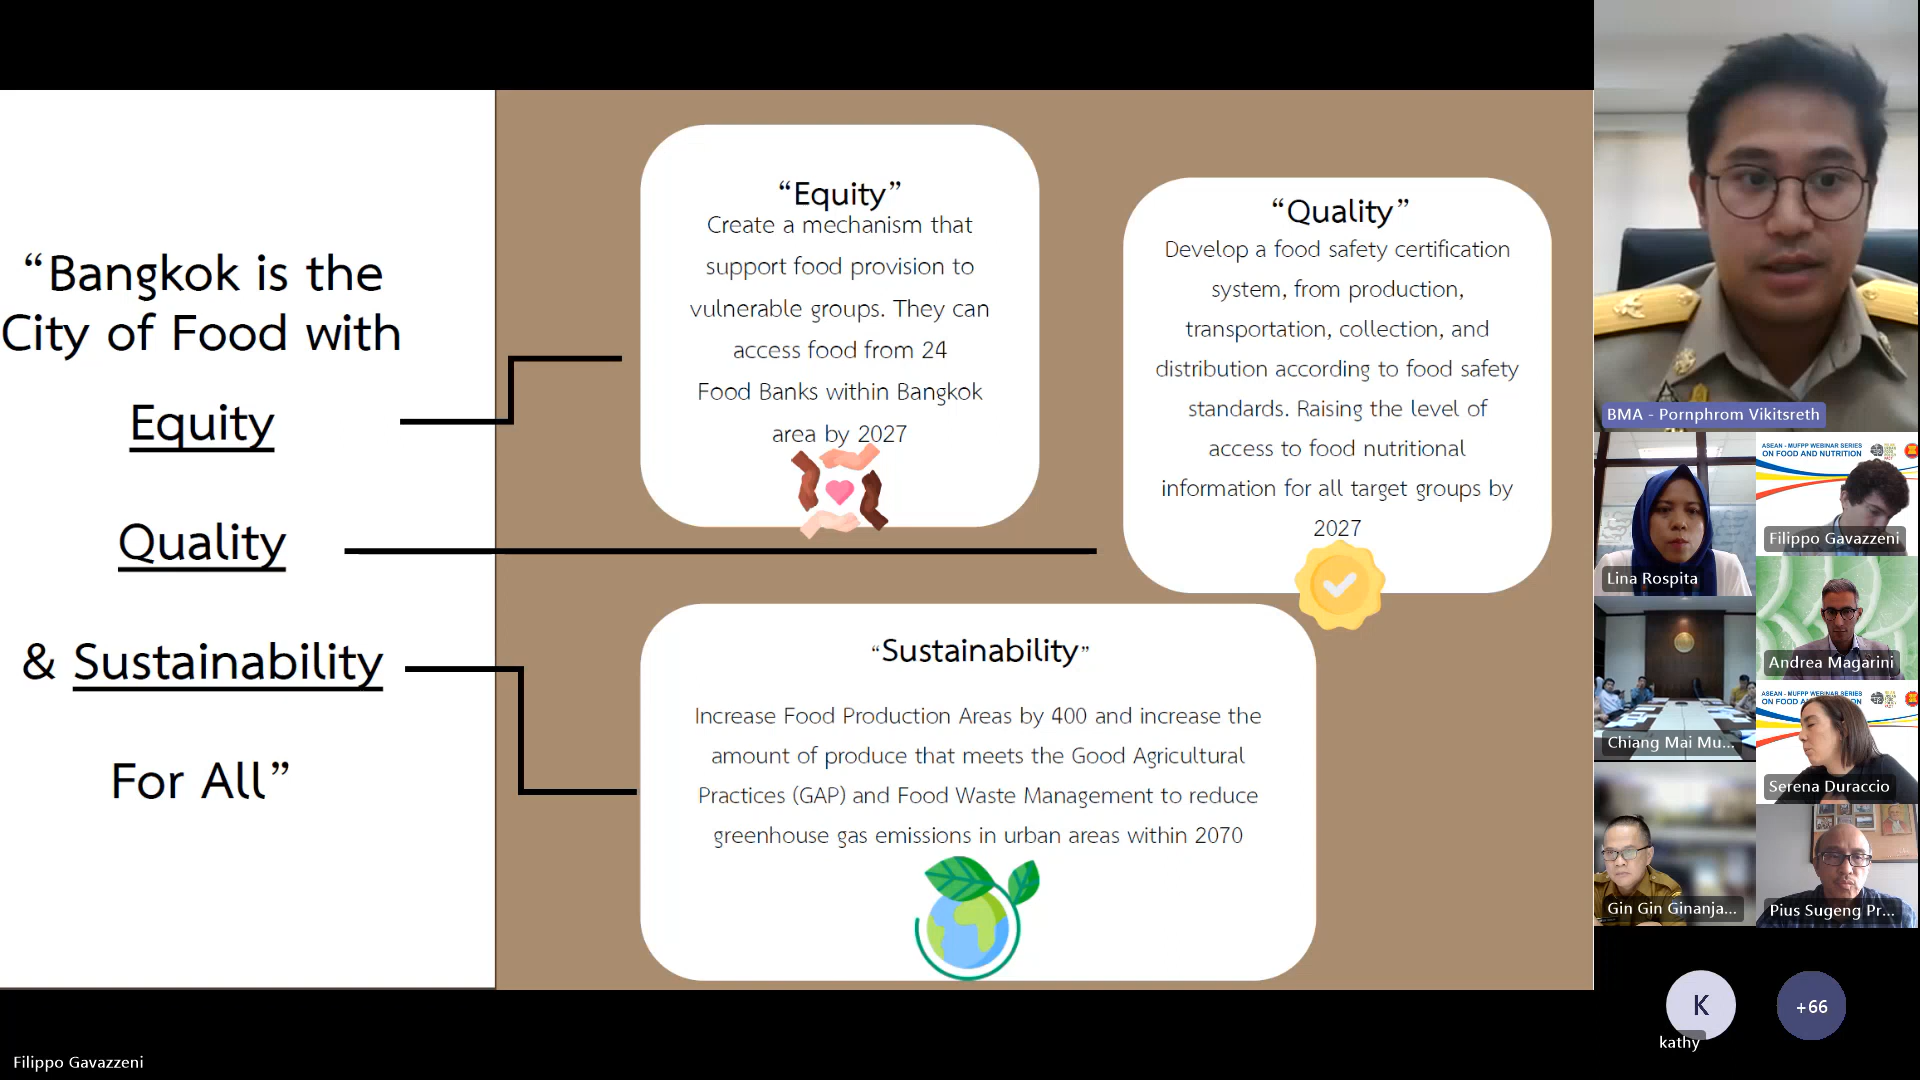 “Bangkok is the
City of Food with
Equity
Quality
& Sustainability
For All”
“Equity”
Create a mechanism that
support food provision to
vulnerable groups. They can
access food from 24
Food Banks within Bangkok
area by 2027
“Quality”
Develop a food safety certification
system, from production,
transportation, collection, and
distribution according to food safety
standards. Raising the level of
access to food nutritional
information for all target groups by
2027
“Sustainability”
Increase Food Production Areas by 400 and increase the
amount of produce that meets the Good Agricultural
Practices (GAP) and Food Waste Management to reduce
greenhouse gas emissions in urban areas within 2070
BMA - Pornphrom Vikitsreth
Lina Rospita
ASEAN - MUFPP WEBINAR SERIES
ON FOOD AND NUTRITION
Filippo Gavazzeni
Andrea Magarini
Chiang Mai Mu...
ASEAN - MUFPP WEBINAR SERIES
ON FOOD
Serena Duraccio
Gin Gin Ginanja...
Pius Sugeng Pr...
K
kathy
+66
Filippo Gavazzeni